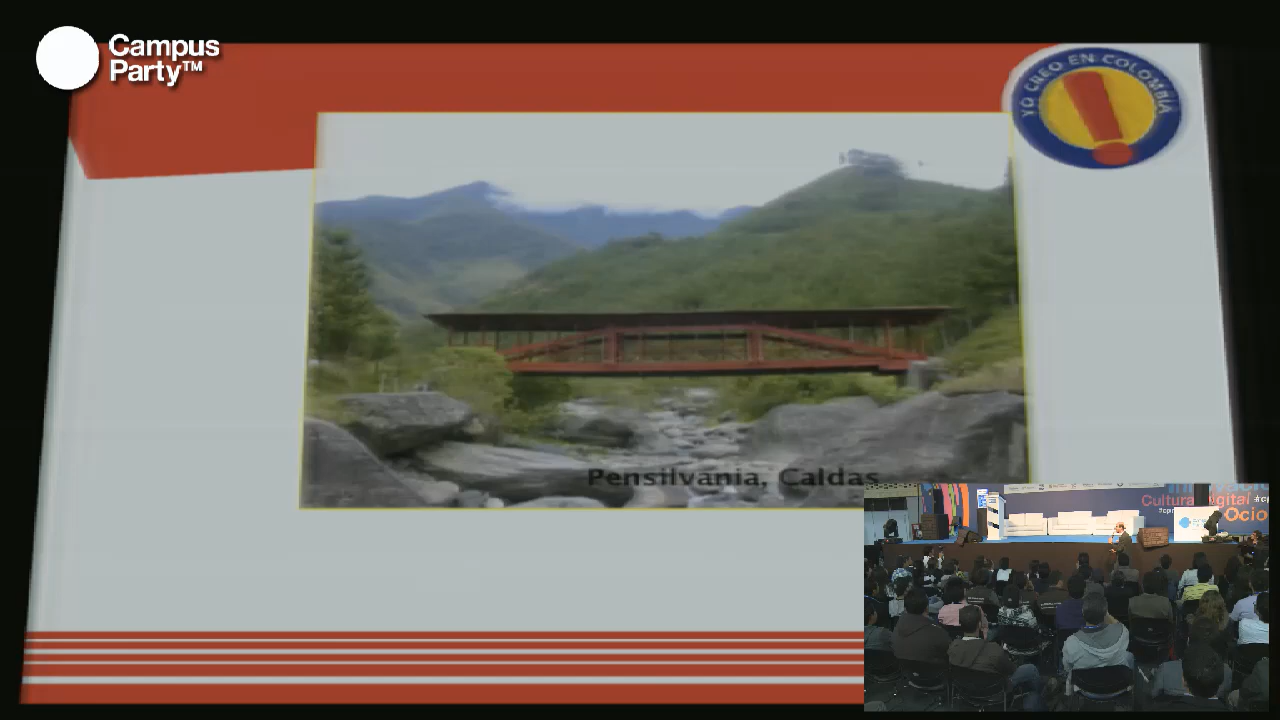 Campus
Party™
YO CREO EN COLOMBIA
Pensilvania, Caldas
Cultura Digital
Ocio